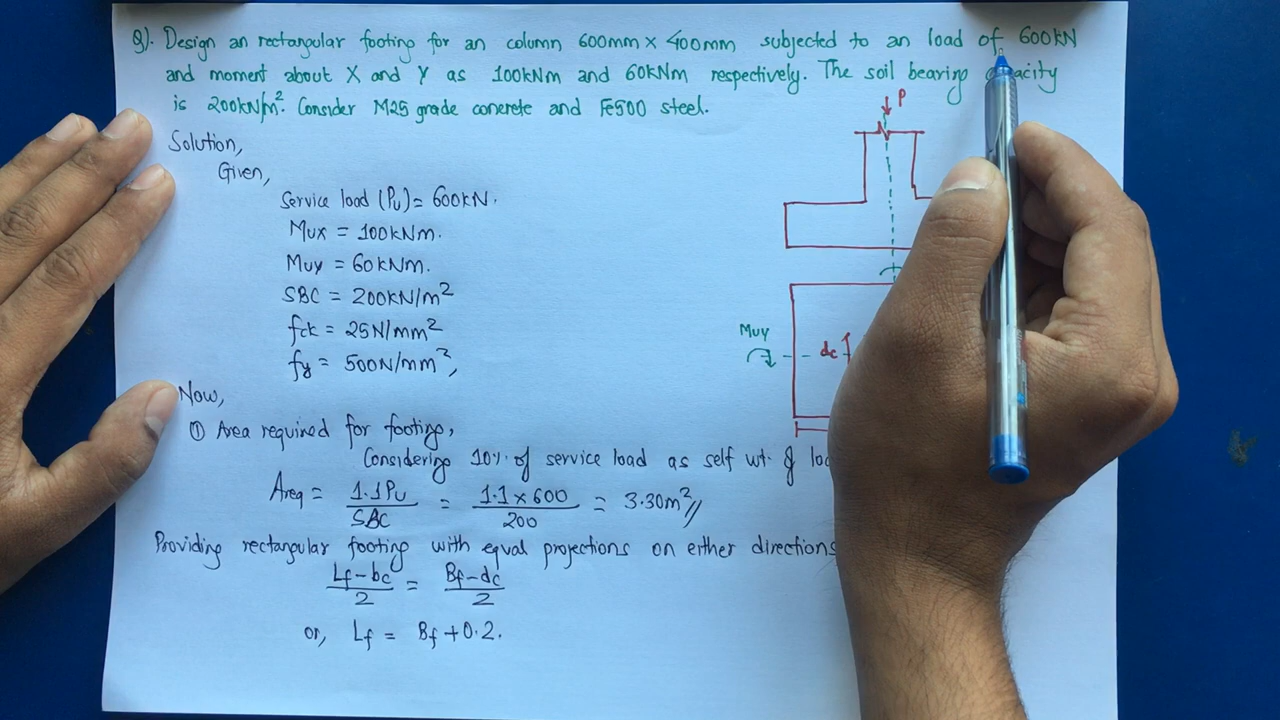 Q). Design an rectangular footing for an column 600mm × 400mm subjected to an load of 600kN
and moment about X and Y as 100kNm and 60kNm respectively. The soil bearing
is 200kN/m². Consider M25 grade concrete and Fe500 steel.
P
Solution,
Given,
Service load (Pu) = 600kN.
Mux = 100kNm.
Muy = 60kNm.
SBC = 200kN/m²
fck = 25N/mm²
fy = 500N/mm²,
Muy
dc
Now,
① Area required for footing,
Considering 10% of service load as self wt. of
Area = 1.1Pu / SBC = 1.1 × 600 / 200 = 3.30m²//
Providing rectangular footing with equal projections on either directions
Lf-bc / 2 = Bf-dc / 2
or, Lf = Bf + 0.2.